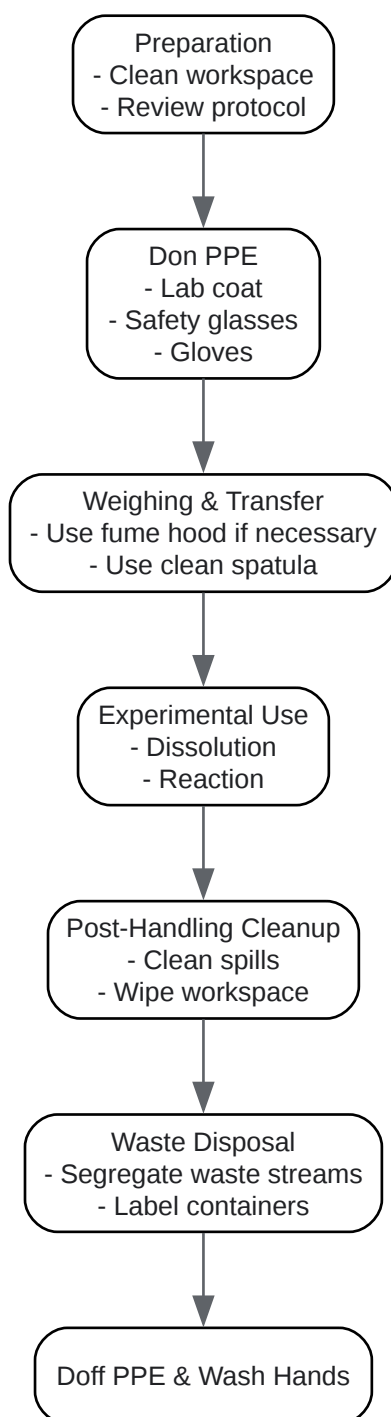 Preparation
- Clean workspace
- Review protocol
Don PPE
- Lab coat
- Safety glasses
- Gloves
Weighing & Transfer
- Use fume hood if necessary
- Use clean spatula
Experimental Use
- Dissolution
- Reaction
Post-Handling Cleanup
- Clean spills
- Wipe workspace
Waste Disposal
- Segregate waste streams
- Label containers
Doff PPE & Wash Hands